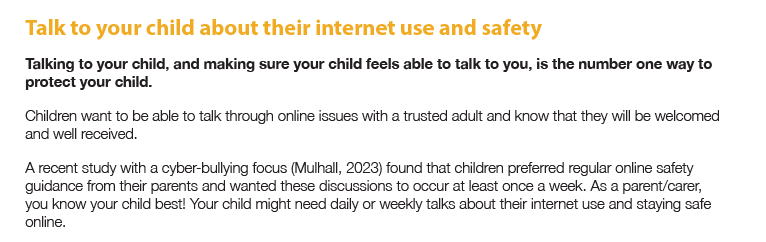 Talk to your child about their internet use and safety
Talking to your child, and making sure your child feels able to talk to you, is the number one way to
protect your child.
Children want to be able to talk through online issues with a trusted adult and know that they will be welcomed
and well received.
A recent study with a cyber-bullying focus (Mulhall, 2023) found that children preferred regular online safety
guidance from their parents and wanted these discussions to occur at least once a week. As a parent/carer,
you know your child best! Your child might need daily or weekly talks about their internet use and staying safe
online.